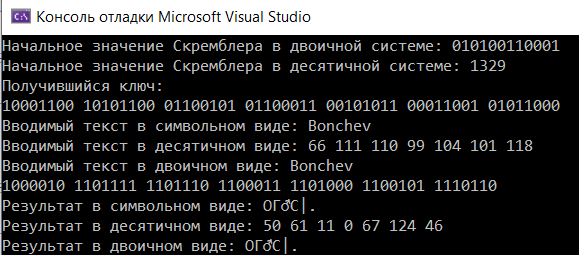 Консоль отладки Microsoft Visual Studio
Начальное значение Скремблера в двоичной системе: 010100110001
Начальное значение Скремблера в десятичной системе: 1329
Получившийся ключ:
10001100 10101100 01100101 01100011 00101011 00011001 01011000
Вводимый текст в символьном виде: Bonchev
Вводимый текст в десятичном виде: 66 111 110 99 104 101 118
Вводимый текст в двоичном виде: Bonchev
1000010 1101111 1101110 1100011 1101000 1100101 1110110
Результат в символьном виде: ОГ♂С|.
Результат в десятичном виде: 50 61 11 0 67 124 46
Результат в двоичном виде: ОГ♂С|.